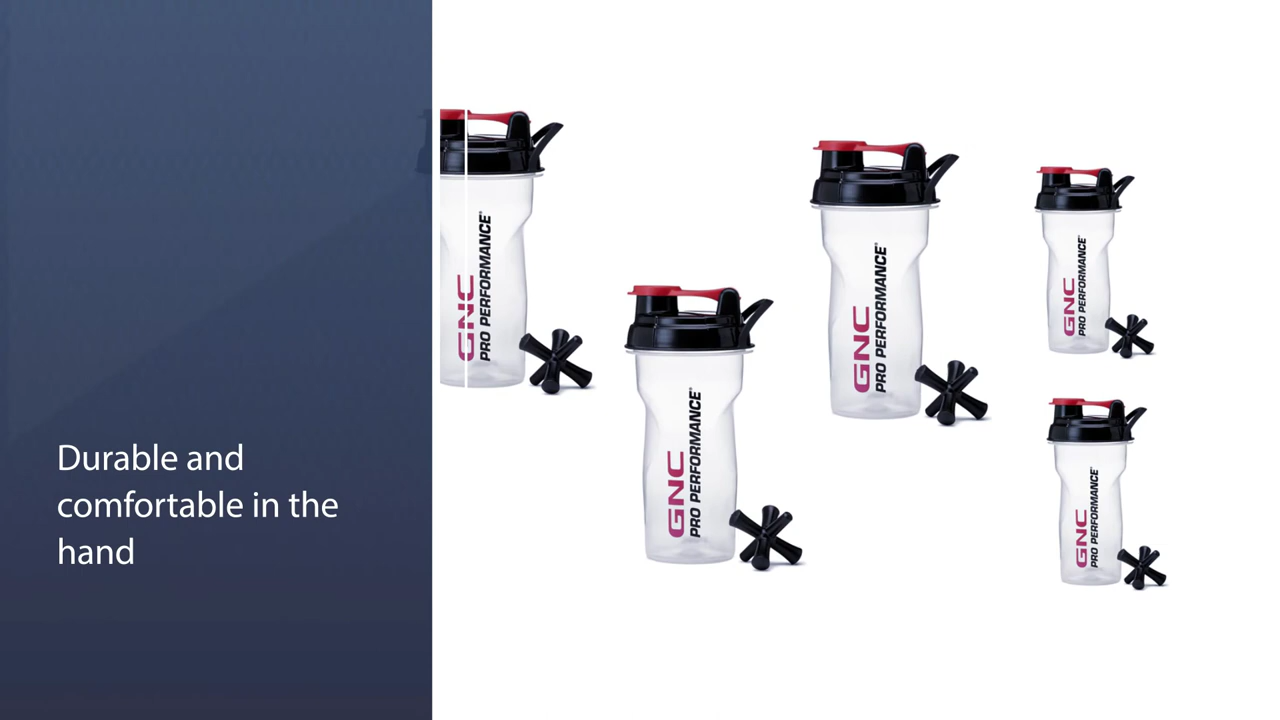 Durable and
comfortable in the
hand
GNC
PRO PERFORMANCE®
GNC
PRO PERFORMANCE®
GNC
PRO PERFORMANCE®
GNC
PRO PERFORMANCE®
GNC
PRO PERFORMANCE®